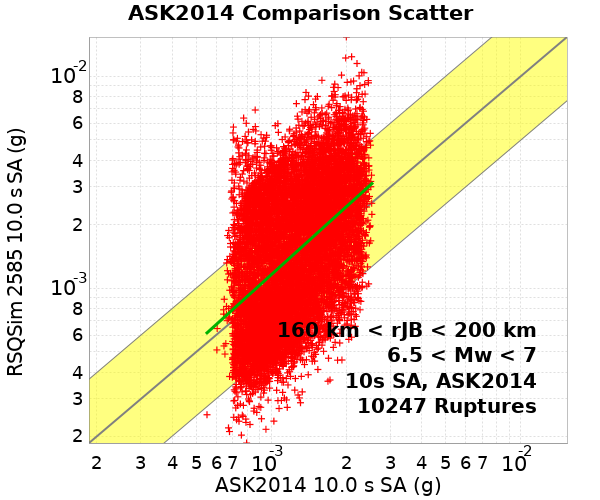 ASK2014 Comparison Scatter
RSQSim 2585 10.0 s SA (g)
10-2
8
6
4
3
2
10-3
8
6
4
3
2
160 km < rJB < 200 km
6.5 < Mw < 7
10s SA, ASK2014
10247 Ruptures
2 3 4 5 6 7 10-3 2 3 4 5 6 7 10-2
ASK2014 10.0 s SA (g)